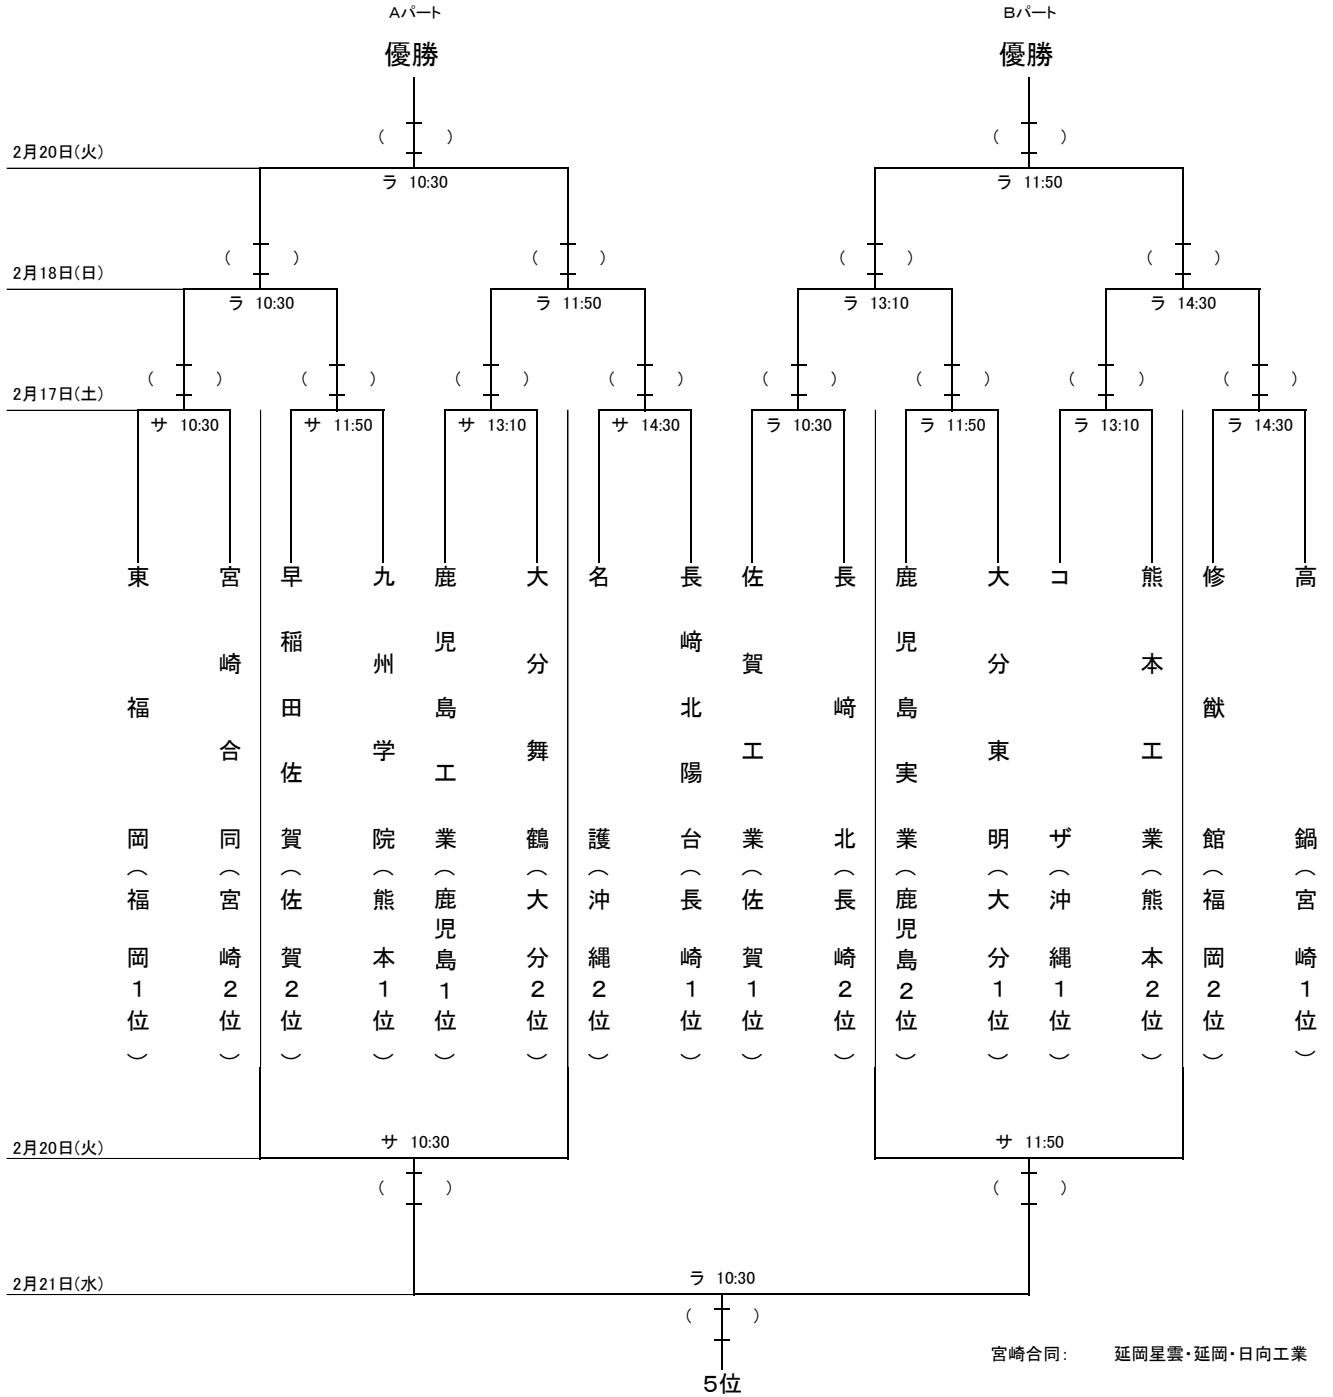 Aパート
Bパート
優勝
優勝
( )
( )
2月20日(火)
ラ 10:30
ラ 11:50
( )
( )
( )
( )
2月18日(日)
ラ 10:30
ラ 11:50
ラ 13:10
ラ 14:30
( )
( )
( )
( )
( )
( )
( )
( )
2月17日(土)
サ 10:30
サ 11:50
サ 13:10
サ 14:30
ラ 10:30
ラ 11:50
ラ 13:10
ラ 14:30
東福岡(福岡1位)
宮崎合同(宮崎2位)
早稲田佐賀(佐賀2位)
九州学院(熊本1位)
鹿児島工業(鹿児島1位)
大分舞鶴(大分2位)
名護(沖縄2位)
長崎北陽台(長崎1位)
佐賀工業(佐賀1位)
長崎北(長崎2位)
鹿児島実業(鹿児島2位)
大分東明(大分1位)
コザ(沖縄1位)
熊本工業(熊本2位)
修猷館(福岡2位)
高鍋(宮崎1位)
2月20日(火)
サ 10:30
サ 11:50
( )
( )
2月21日(水)
ラ 10:30
( )
宮崎合同: 延岡星雲・延岡・日向工業
5位